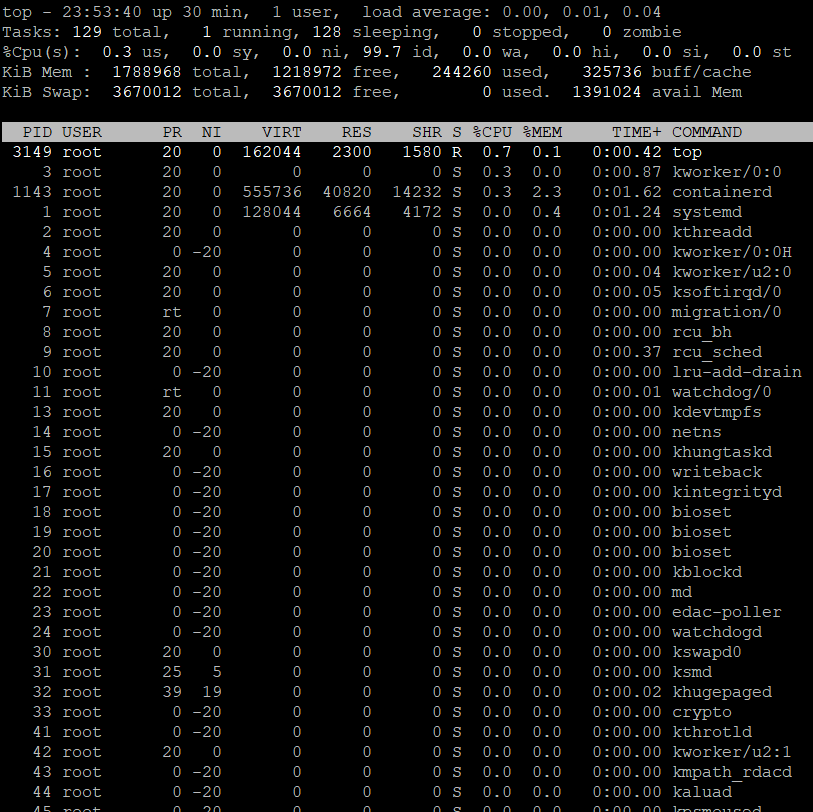 top - 23:53:40 up 30 min,  1 user,  load average: 0.00, 0.01, 0.04
Tasks: 129 total,   1 running, 128 sleeping,   0 stopped,   0 zombie
%Cpu(s):  0.3 us,  0.0 sy,  0.0 ni, 99.7 id,  0.0 wa,  0.0 hi,  0.0 si,  0.0 st
KiB Mem :  1788968 total,  1218972 free,   244260 used,   325736 buff/cache
KiB Swap:  3670012 total,  3670012 free,        0 used.  1391024 avail Mem
  PID USER      PR  NI    VIRT    RES    SHR S %CPU %MEM     TIME+ COMMAND
 3149 root      20   0  162044   2300   1580 R  0.7  0.1   0:00.42 top
    3 root      20   0       0      0      0 S  0.3  0.0   0:00.87 kworker/0:0
 1143 root      20   0  555736  40820  14232 S  0.3  2.3   0:01.62 containerd
    1 root      20   0  128044   6664   4172 S  0.0  0.4   0:01.24 systemd
    2 root      20   0       0      0      0 S  0.0  0.0   0:00.00 kthreadd
    4 root       0 -20       0      0      0 S  0.0  0.0   0:00.00 kworker/0:0H
    5 root      20   0       0      0      0 S  0.0  0.0   0:00.04 kworker/u2:0
    6 root      20   0       0      0      0 S  0.0  0.0   0:00.05 ksoftirqd/0
    7 root      rt   0       0      0      0 S  0.0  0.0   0:00.00 migration/0
    8 root      20   0       0      0      0 S  0.0  0.0   0:00.00 rcu_bh
    9 root      20   0       0      0      0 S  0.0  0.0   0:00.37 rcu_sched
   10 root       0 -20       0      0      0 S  0.0  0.0   0:00.00 lru-add-drain
   11 root      rt   0       0      0      0 S  0.0  0.0   0:00.01 watchdog/0
   13 root      20   0       0      0      0 S  0.0  0.0   0:00.00 kdevtmpfs
   14 root       0 -20       0      0      0 S  0.0  0.0   0:00.00 netns
   15 root      20   0       0      0      0 S  0.0  0.0   0:00.00 khungtaskd
   16 root       0 -20       0      0      0 S  0.0  0.0   0:00.00 writeback
   17 root       0 -20       0      0      0 S  0.0  0.0   0:00.00 kintegrityd
   18 root       0 -20       0      0      0 S  0.0  0.0   0:00.00 bioset
   19 root       0 -20       0      0      0 S  0.0  0.0   0:00.00 bioset
   20 root       0 -20       0      0      0 S  0.0  0.0   0:00.00 bioset
   21 root       0 -20       0      0      0 S  0.0  0.0   0:00.00 kblockd
   22 root       0 -20       0      0      0 S  0.0  0.0   0:00.00 md
   23 root       0 -20       0      0      0 S  0.0  0.0   0:00.00 edac-poller
   24 root       0 -20       0      0      0 S  0.0  0.0   0:00.00 watchdogd
   30 root      20   0       0      0      0 S  0.0  0.0   0:00.00 kswapd0
   31 root      25   5       0      0      0 S  0.0  0.0   0:00.00 ksmd
   32 root      39  19       0      0      0 S  0.0  0.0   0:00.02 khugepaged
   33 root       0 -20       0      0      0 S  0.0  0.0   0:00.00 crypto
   41 root       0 -20       0      0      0 S  0.0  0.0   0:00.00 kthrotld
   42 root      20   0       0      0      0 S  0.0  0.0   0:00.00 kworker/u2:1
   43 root       0 -20       0      0      0 S  0.0  0.0   0:00.00 kmpath_rdacd
   44 root       0 -20       0      0      0 S  0.0  0.0   0:00.00 kaluad
   45 root       0 -20       0      0      0 S  0.0  0.0   0:00.00 kpsmoused